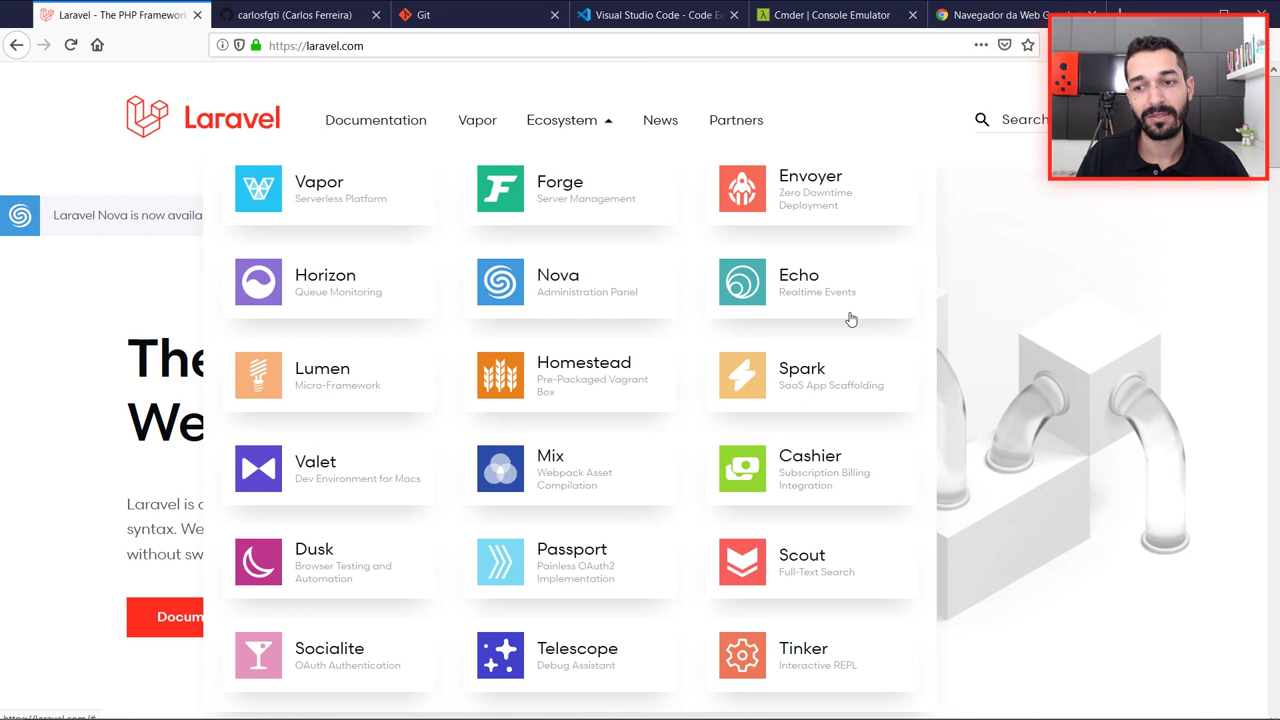 Laravel - The PHP Framework
carlosfgti (Carlos Ferreira)
Git
Visual Studio Code - Code E
Cmder | Console Emulator
Navegador da Web G
https://laravel.com
Laravel
Documentation
Vapor
Ecosystem
News
Partners
Search
Vapor
Serverless Platform
Forge
Server Management
Envoyer
Zero Downtime
Deployment
Laravel Nova is now availa
Horizon
Queue Monitoring
Nova
Administration Panel
Echo
Realtime Events
The
We
Lumen
Micro-Framework
Homestead
Pre-Packaged Vagrant
Box
Spark
SaaS App Scaffolding
Valet
Dev Environment for Macs
Mix
Webpack Asset
Compilation
Cashier
Subscription Billing
Integration
Laravel is
syntax. We
without sw
Dusk
Browser Testing and
Automation
Passport
Painless OAuth2
Implementation
Scout
Full-Text Search
Docum
Socialite
OAuth Authentication
Telescope
Debug Assistant
Tinker
Interactive REPL
https://laravel.com/#